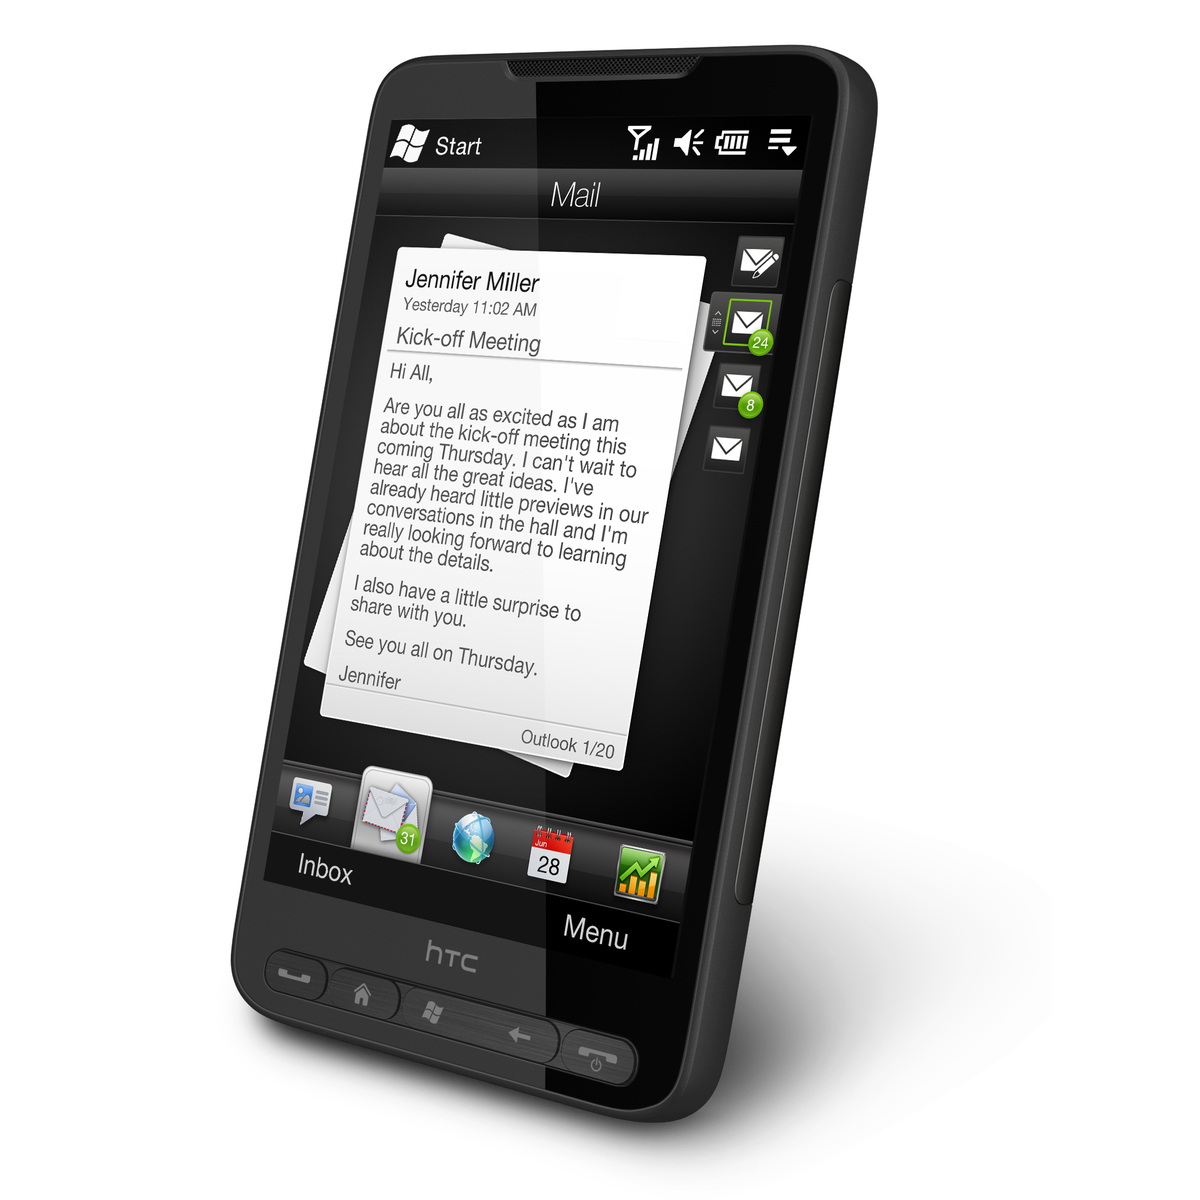 Start
Mail
Jennifer Miller
Yesterday 11:02 AM
Kick-off Meeting
24
Hi All,
8
Are you all as excited as I am
about the kick-off meeting this
coming Thursday. I can't wait to
hear all the great ideas. I've
already heard little previews in our
conversations in the hall and I'm
really looking forward to learning
about the details.
I also have a little surprise to
share with you.
See you all on Thursday.
Jennifer
Outlook 1/20
31
Jun
28
Inbox
Menu
hTC